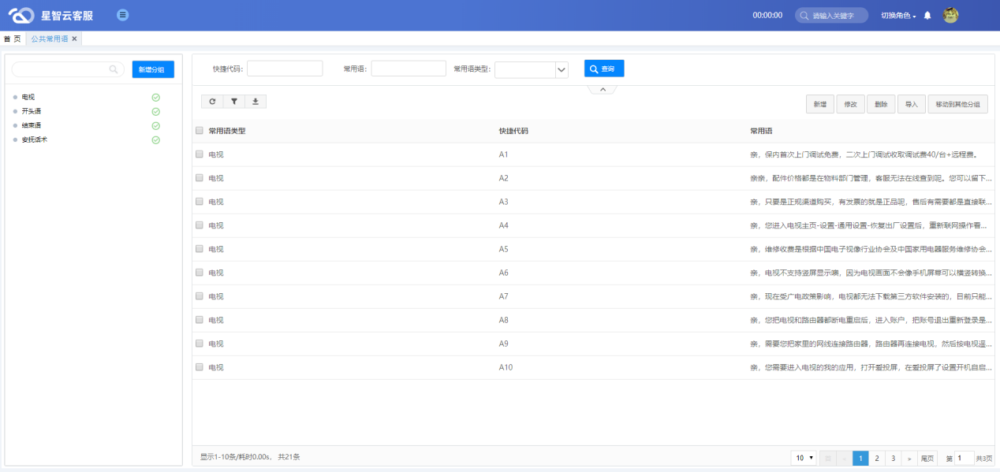 星智云客服
00:00:00
请输入关键字
切换角色
首 页
公共常用语
新增分组
电视
开头语
结束语
安抚话术
快捷代码:
常用语:
常用语类型:
查询
新增
修改
删除
导入
移动到其他分组
常用语类型 快捷代码 常用语
电视 A1 亲，保内首次上门调试免费，二次上门调试收取调试费40/台+远程费。
电视 A2 亲亲，配件价格都是在物料部门管理，客服无法在线查到呢。您可以留下...
电视 A3 亲，只要是正规渠道购买，有发票的就是正品呢，售后有需要都是直接联...
电视 A4 亲，您进入电视主页-设置-通用设置-恢复出厂设置后，重新联网操作看...
电视 A5 亲，维修收费是根据中国电子视像行业协会及中国家用电器服务维修协会...
电视 A6 亲，电视不支持竖屏显示噢，因为电视画面不会像手机屏幕可以横竖转换...
电视 A7 亲，现在受广电政策影响，电视都无法下载第三方软件安装的，目前只能...
电视 A8 亲，您把电视和路由器都断电重启后，进入账户，把账号退出重新登录是...
电视 A9 亲，需要您把家里的网线连接路由器，路由器再连接电视，然后按电视遥...
电视 A10 亲，您需要进入电视的我的应用，打开爱投屏，在爱投屏了设置开机自启...
显示1-10条/耗时0.00s， 共21条
10
1 2 3 > 尾页 第 1 共3页